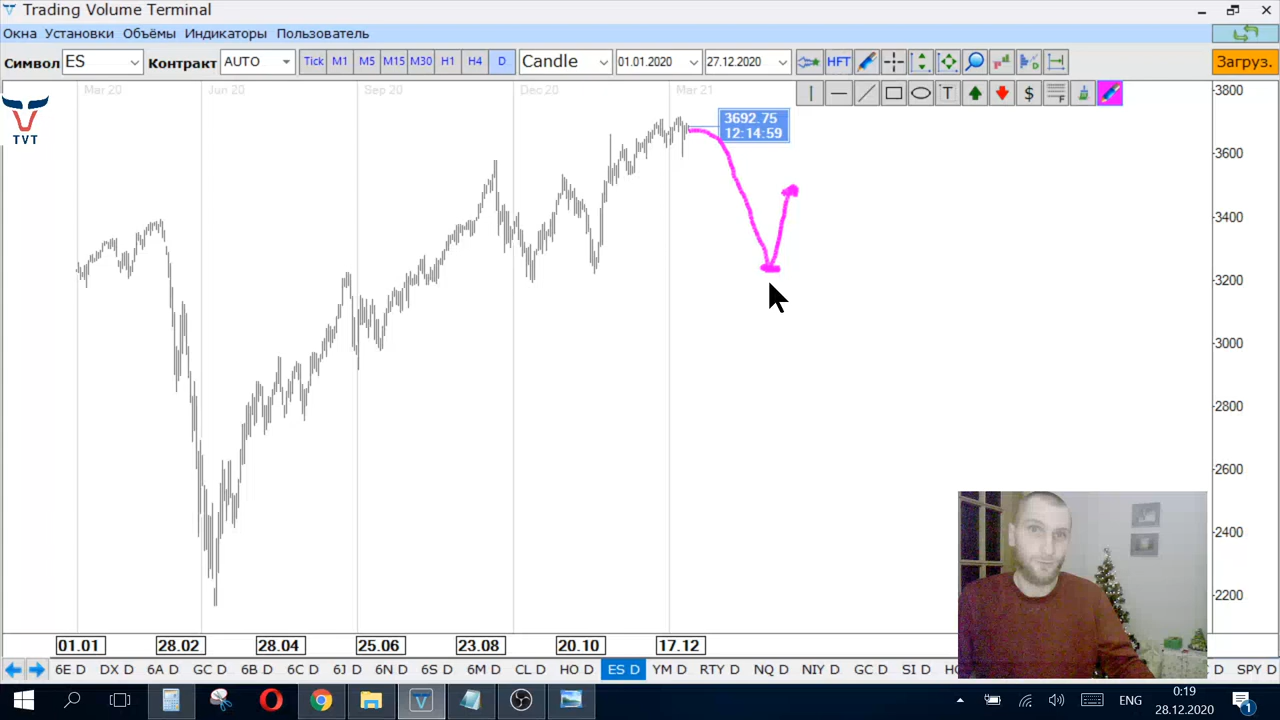 Trading Volume Terminal
Окна Установки Объёмы Индикаторы Пользователь
Символ ES Контракт AUTO Tick M1 M5 M15 M30 H1 H4 D Candle 01.01.2020 27.12.2020 HFT Загруз.
T $ F
Mar 20 Jun 20 Sep 20 Dec 20 Mar 21
TVT
3692.75
12:14:59
3800
3600
3400
3200
3000
2800
2600
2400
2200
01.01 28.02 28.04 25.06 23.08 20.10 17.12
6E D DX D 6A D GC D 6B D 6C D 6J D 6N D 6S D 6M D CL D HO D ES D YM D RTY D NQ D NIY D GC D SI D D SPY D
ENG
0:19
28.12.2020
1